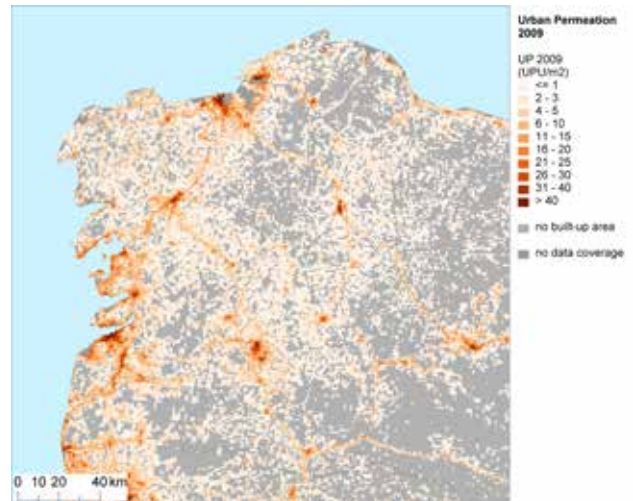 Urban Permeation
2009
UP 2009
(UPU/m2)
<= 1
2 - 3
4 - 5
6 - 10
11 - 15
16 - 20
21 - 25
26 - 30
31 - 40
> 40
no built-up area
no data coverage
0 10 20 40 km